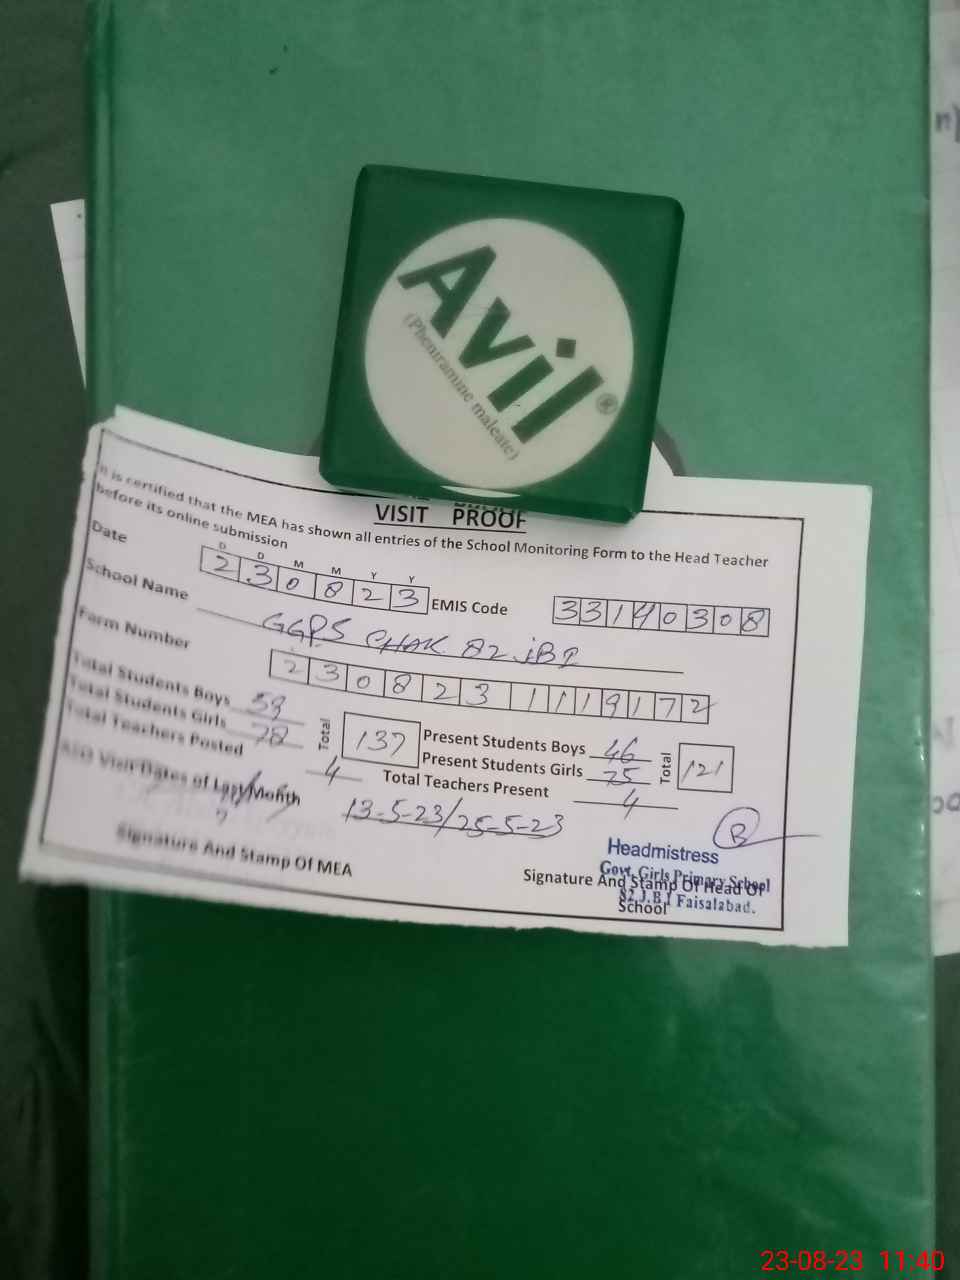 Avil®
(Pheniramine maleate)
VISIT PROOF
It is certified that the MEA has shown all entries of the School Monitoring Form to the Head Teacher
before its online submission
D D M M Y Y
Date 2 3 0 8 2 3 EMIS Code 3 3 1 4 0 3 0 8
School Name GGPS CHAK 82 JB I
Form Number 2 3 0 8 2 3 1 1 1 9 1 7 2
Total Students Boys 59 Total 137 Present Students Boys 46 Total 121
Total Students Girls 78 Present Students Girls 75
Total Teachers Posted 4 Total Teachers Present 4
Visit Dates of Last Month 13-5-23/25-5-23
Headmistress
Govt. Girls Primary School
82 J.B.I Faisalabad.
Signature And Stamp Of MEA
Signature And Stamp Of Head Of
School
23-08-23 11:40